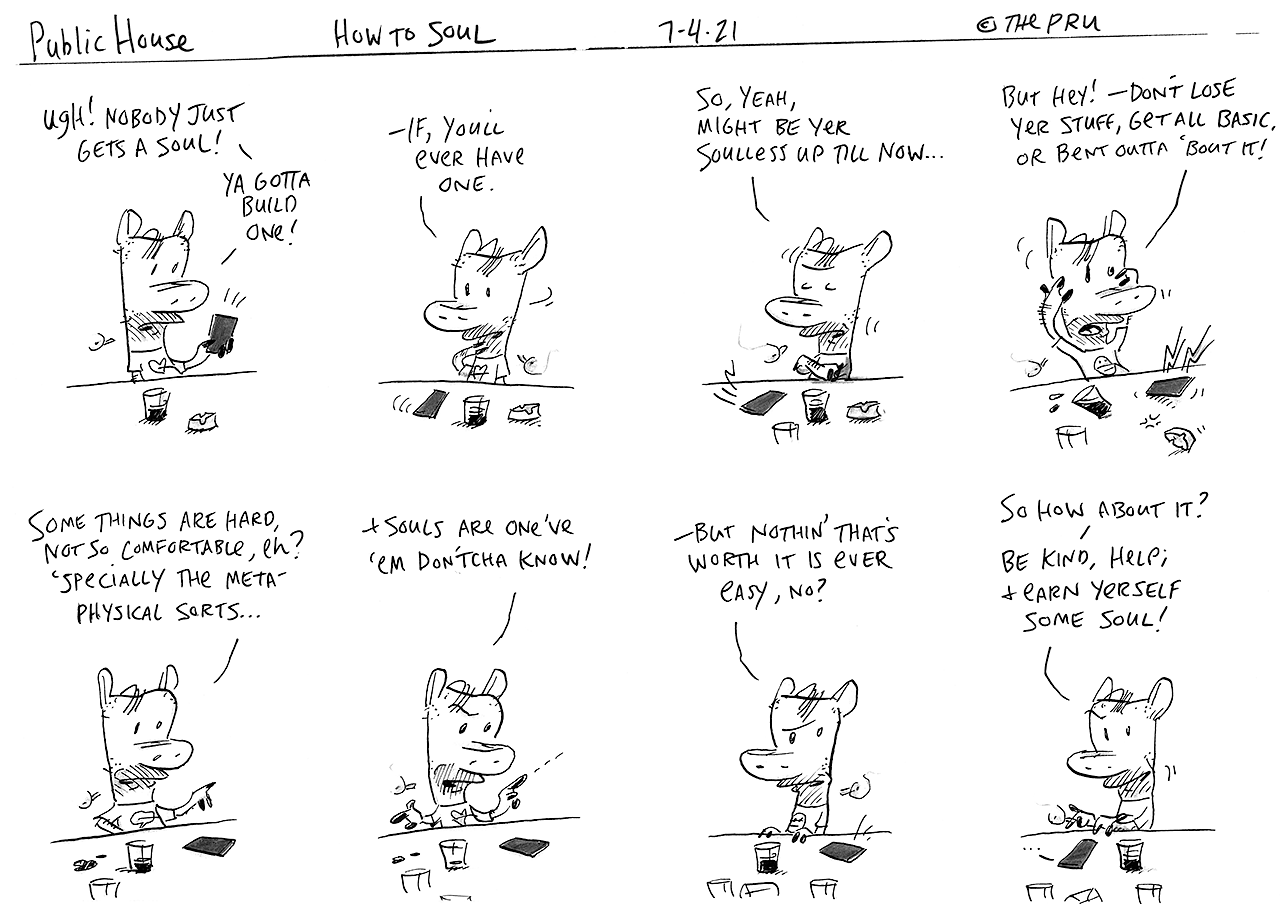 Public House
HOW TO SOUL
7-4-21
© THE PRU
UgH! NOBODY JUST
GETS A SOUL!
YA GOTTA
BUILD
ONE!
—IF, YOU'LL
EVER HAVE
ONE.
SO, YEAH,
MIGHT BE YER
SOULLESS UP TILL NOW...
BUT HEY! —DON'T LOSE
YER STUFF, GET ALL BASIC,
OR BENT OUTTA 'BOUT IT!
SOME THINGS ARE HARD,
NOT SO COMFORTABLE, EH?
'SPECIALLY THE META-
PHYSICAL SORTS...
+ SOULS ARE ONE'VE
'EM DON'TCHA KNOW!
—BUT NOTHIN' THAT'S
WORTH IT IS EVER
EASY, NO?
SO HOW ABOUT IT?
BE KIND, HELP;
+ EARN YERSELF
SOME SOUL!